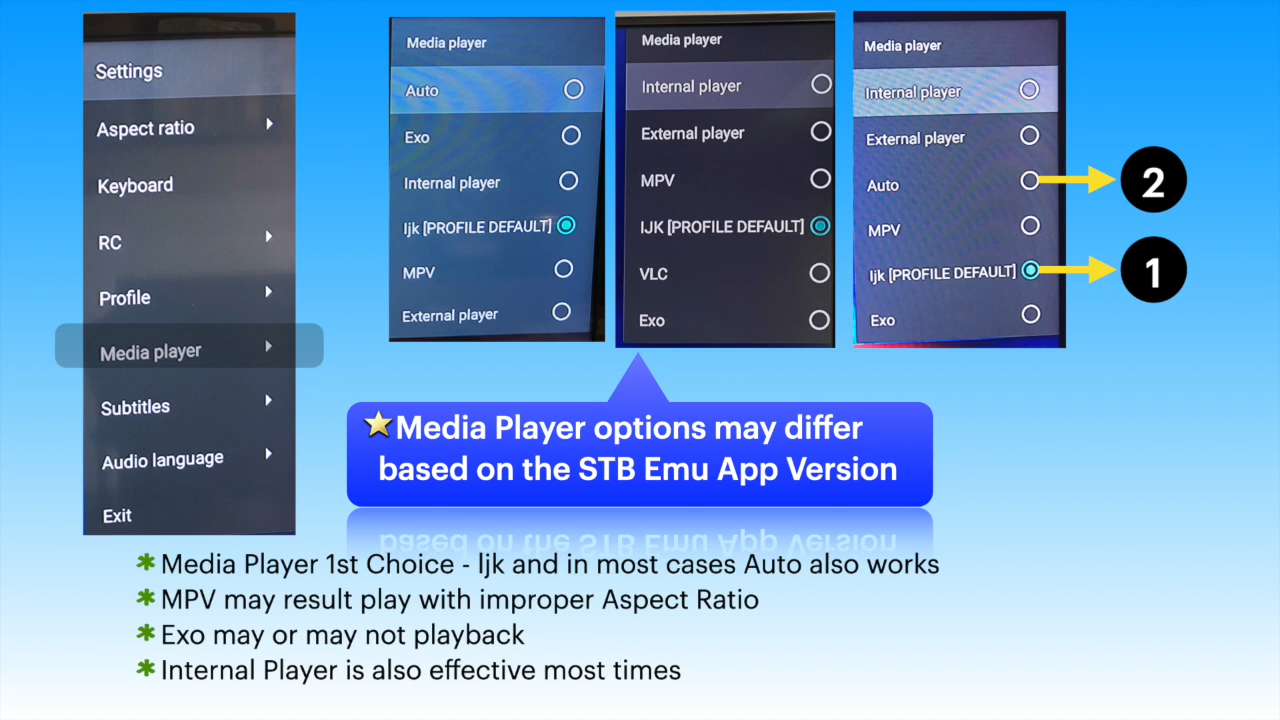 Settings
Aspect ratio
Keyboard
RC
Profile
Media player
Subtitles
Audio language
Exit
Media player
Auto
Exo
Internal player
Ijk [PROFILE DEFAULT]
MPV
External player
Media player
Internal player
External player
MPV
IJK [PROFILE DEFAULT]
VLC
Exo
Media player
Internal player
External player
Auto
MPV
Ijk [PROFILE DEFAULT]
Exo
2
1
Media Player options may differ
based on the STB Emu App Version
Media Player 1st Choice - Ijk and in most cases Auto also works
MPV may result play with improper Aspect Ratio
Exo may or may not playback
Internal Player is also effective most times